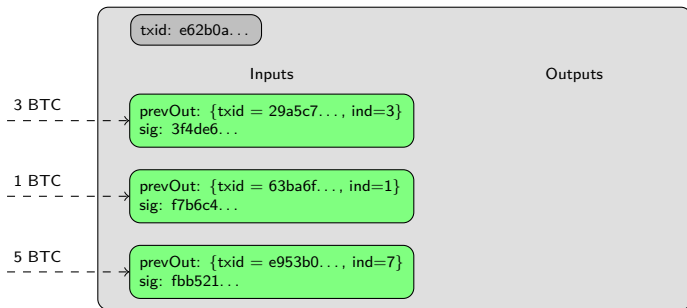 txid: e62b0a...
Inputs
Outputs
3 BTC
prevOut: {txid = 29a5c7..., ind=3}
sig: 3f4de6...
1 BTC
prevOut: {txid = 63ba6f..., ind=1}
sig: f7b6c4...
5 BTC
prevOut: {txid = e953b0..., ind=7}
sig: fbb521...